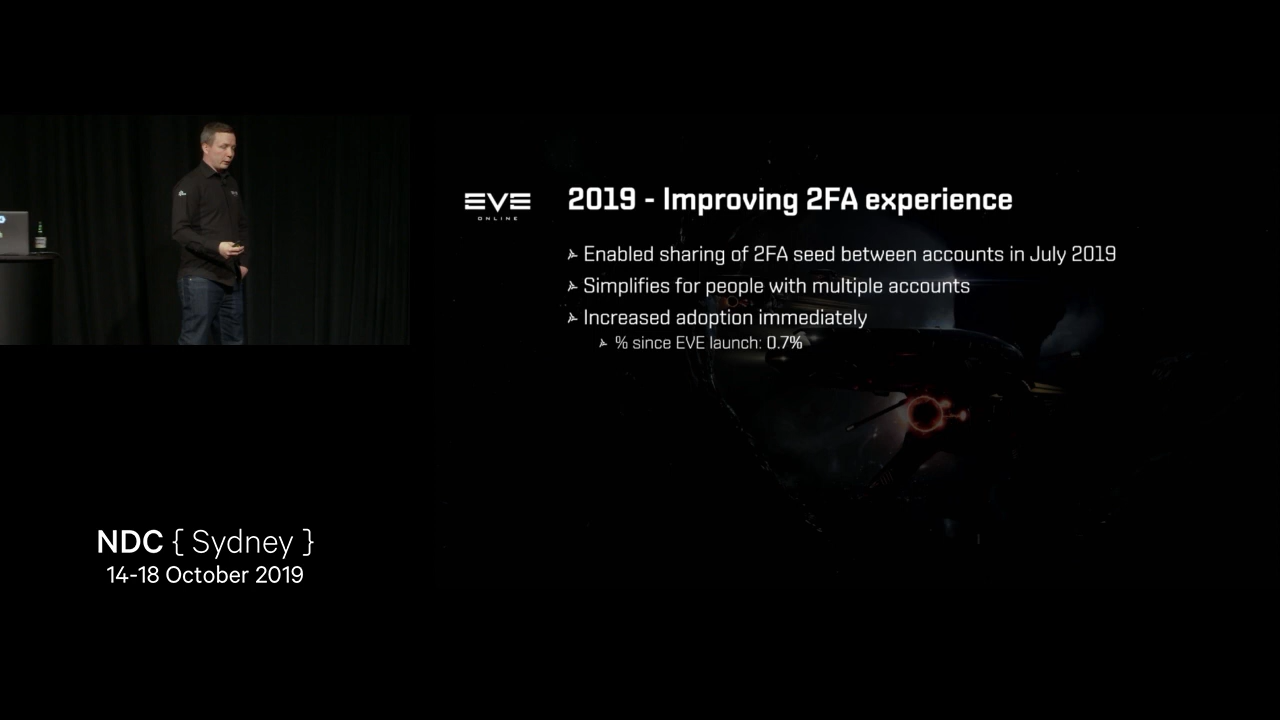 EVE
ONLINE
2019 - Improving 2FA experience
Enabled sharing of 2FA seed between accounts in July 2019
Simplifies for people with multiple accounts
Increased adoption immediately
% since EVE launch: 0.7%
NDC { Sydney }
14-18 October 2019